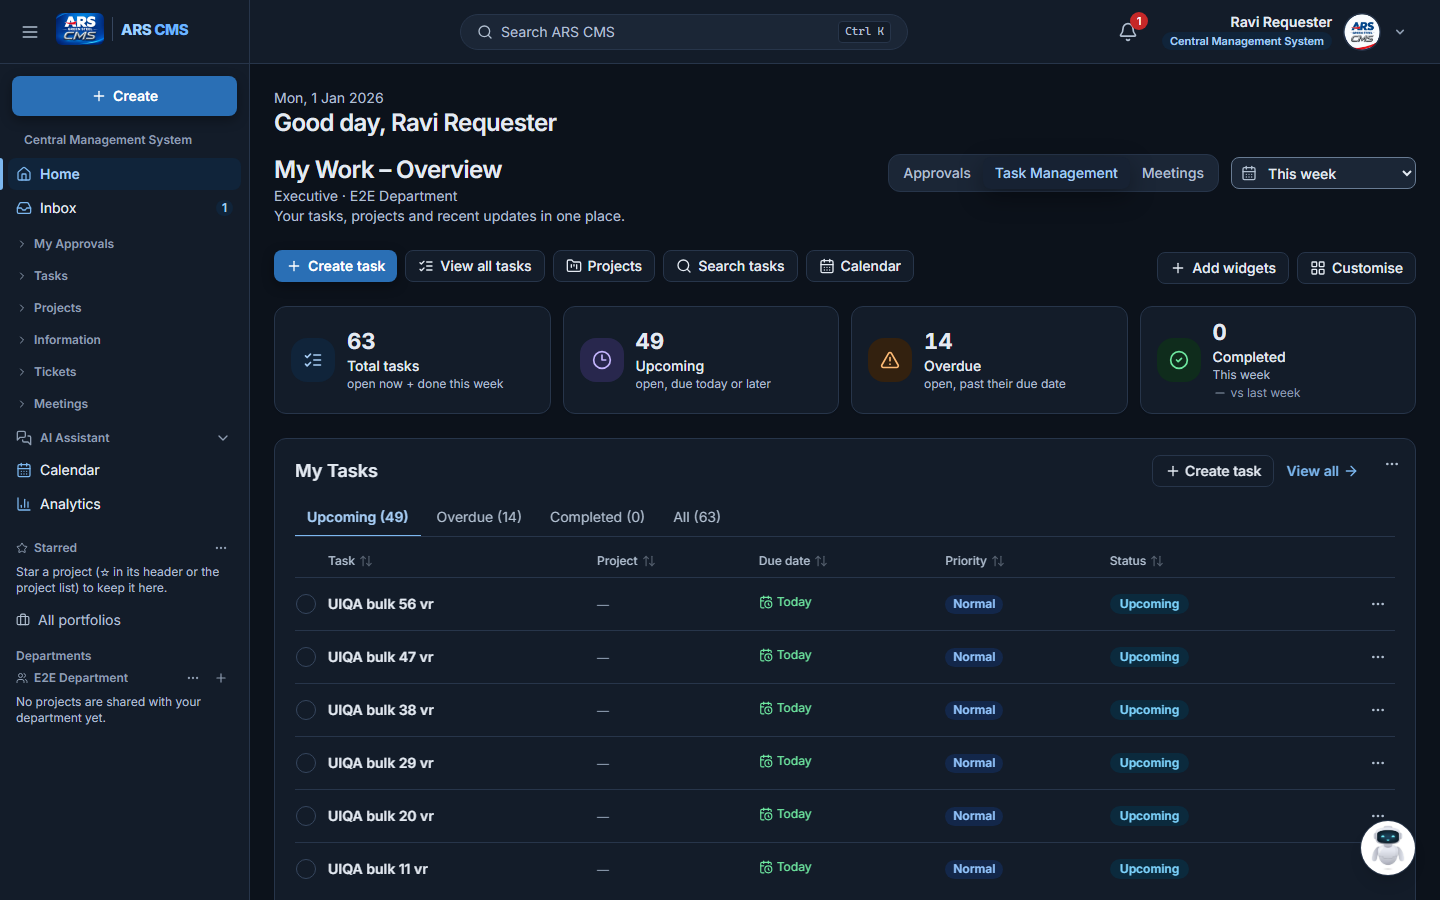 ARS
GREEN STEEL
CMS
ARS CMS
Search ARS CMS
Ctrl K
1
Ravi Requester
Central Management System
ARS
CMS
Create
Central Management System
Home
Inbox 1
My Approvals
Tasks
Projects
Information
Tickets
Meetings
AI Assistant
Calendar
Analytics
Starred
Star a project (☆ in its header or the
project list) to keep it here.
All portfolios
Departments
E2E Department
No projects are shared with your
department yet.
Mon, 1 Jan 2026
Good day, Ravi Requester
My Work – Overview
Executive · E2E Department
Your tasks, projects and recent updates in one place.
Approvals Task Management Meetings
This week
Create task View all tasks Projects Search tasks Calendar
Add widgets Customise
63
Total tasks
open now + done this week
49
Upcoming
open, due today or later
14
Overdue
open, past their due date
0
Completed
This week
— vs last week
My Tasks
Create task View all →
Upcoming (49) Overdue (14) Completed (0) All (63)
Task Project Due date Priority Status
UIQA bulk 56 vr — Today Normal Upcoming
UIQA bulk 47 vr — Today Normal Upcoming
UIQA bulk 38 vr — Today Normal Upcoming
UIQA bulk 29 vr — Today Normal Upcoming
UIQA bulk 20 vr — Today Normal Upcoming
UIQA bulk 11 vr — Today Normal Upcoming